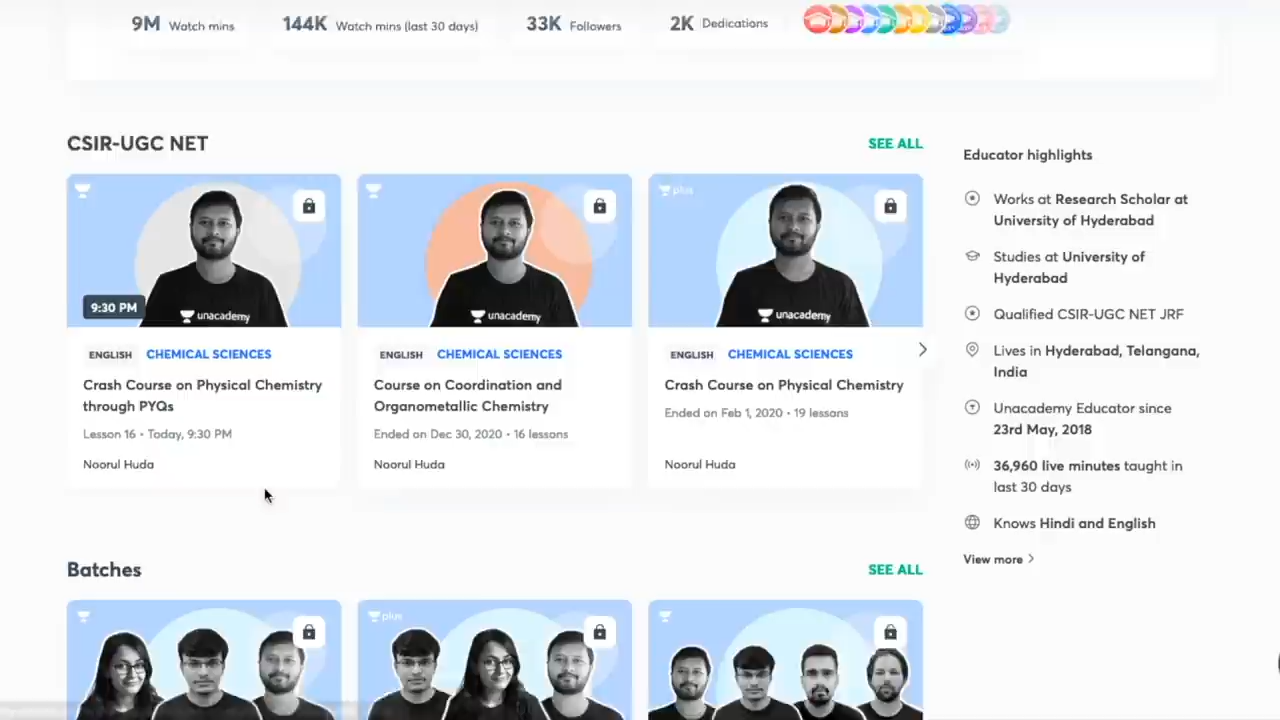 9M Watch mins 144K Watch mins (last 30 days) 33K Followers 2K Dedications
CSIR-UGC NET SEE ALL
plus
9:30 PM
unacademy unacademy unacademy
ENGLISH CHEMICAL SCIENCES
Crash Course on Physical Chemistry
through PYQs
Lesson 16 • Today, 9:30 PM
Noorul Huda
ENGLISH CHEMICAL SCIENCES
Course on Coordination and
Organometallic Chemistry
Ended on Dec 30, 2020 • 16 lessons
Noorul Huda
ENGLISH CHEMICAL SCIENCES
Crash Course on Physical Chemistry
Ended on Feb 1, 2020 • 19 lessons
Noorul Huda
Educator highlights
Works at Research Scholar at
University of Hyderabad
Studies at University of
Hyderabad
Qualified CSIR-UGC NET JRF
Lives in Hyderabad, Telangana,
India
Unacademy Educator since
23rd May, 2018
36,960 live minutes taught in
last 30 days
Knows Hindi and English
View more
Batches SEE ALL
plus